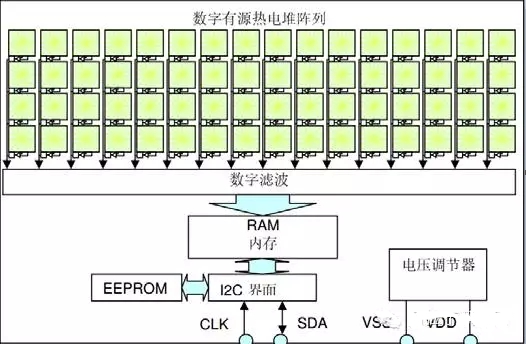 数字有源热电堆阵列
数字滤波
RAM
内存
电压调节器
EEPROM
I2C 界面
CLK
SDA
VSS
VDD